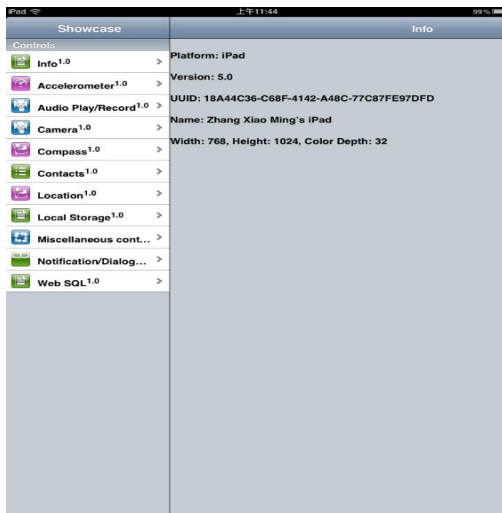 iPad 上午11:44 99%
Showcase
Info
Controls
Info1.0
Accelerometer1.0
Audio Play/Record1.0
Camera1.0
Compass1.0
Contacts1.0
Location1.0
Local Storage1.0
Miscellaneous cont...
Notification/Dialog...
Web SQL1.0
Platform: iPad
Version: 5.0
UUID: 18A44C36-C68F-4142-A48C-77C87FE97DFD
Name: Zhang Xiao Ming's iPad
Width: 768, Height: 1024, Color Depth: 32